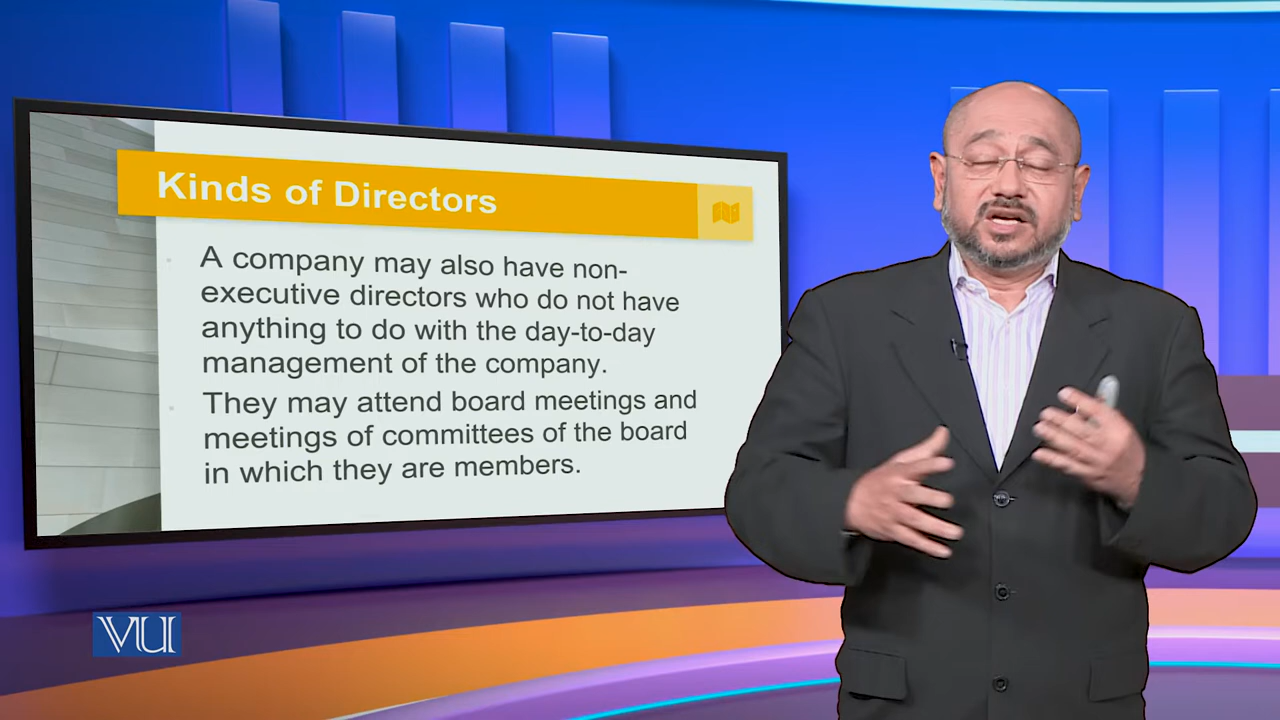 Kinds of Directors
A company may also have non-
executive directors who do not have
anything to do with the day-to-day
management of the company.
They may attend board meetings and
meetings of committees of the board
in which they are members.
VU